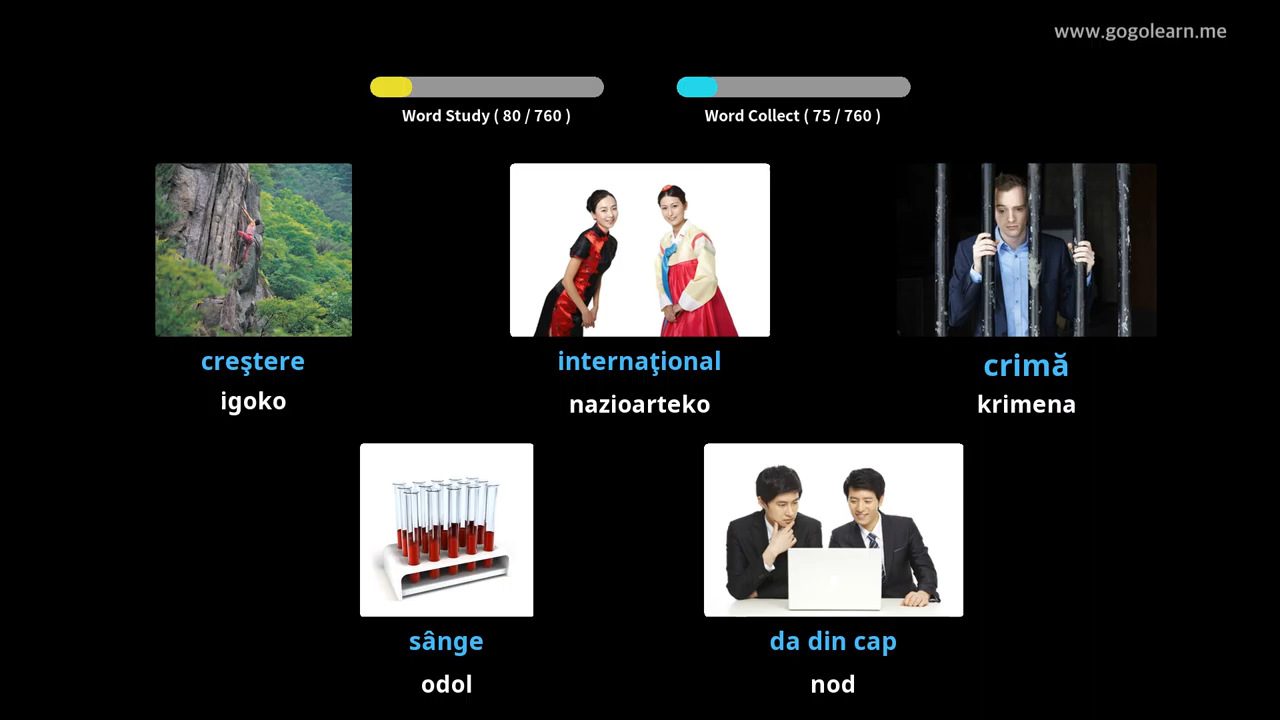 www.gogolearn.me
Word Study ( 80 / 760 )
Word Collect ( 75 / 760 )
creştere
internaţional
crimă
igoko
nazioarteko
krimena
sânge
da din cap
odol
nod